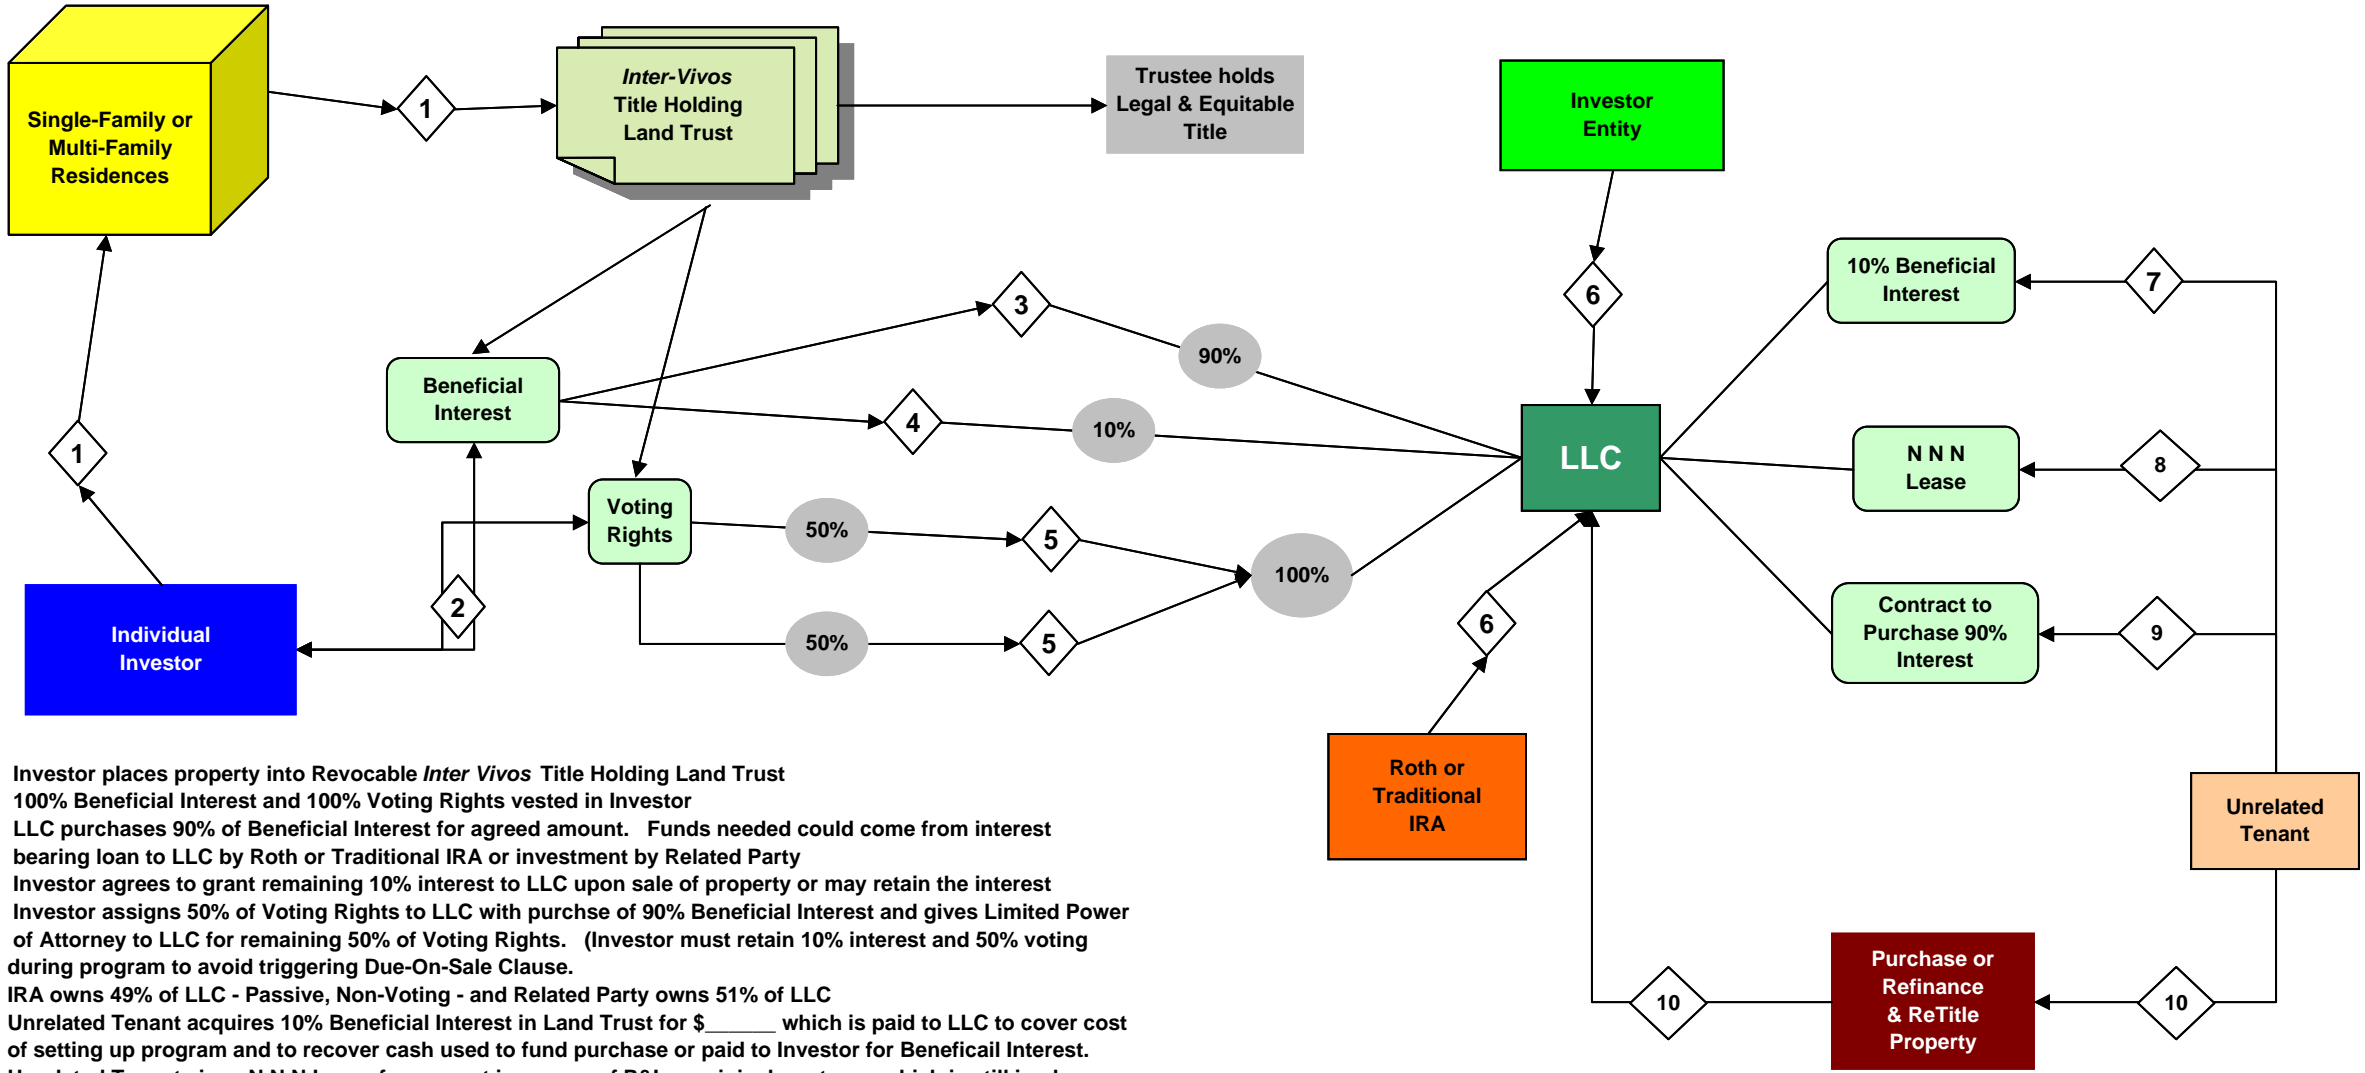 Single-Family or
Multi-Family
Residences
1
Inter-Vivos
Title Holding
Land Trust
Trustee holds
Legal & Equitable
Title
Investor
Entity
6
10% Beneficial
Interest
7
3
90%
Beneficial
Interest
4
10%
LLC
N N N
Lease
8
1
Voting
Rights
50%
5
100%
2
50%
5
6
Contract to
Purchase 90%
Interest
9
Individual
Investor
Roth or
Traditional
IRA
Unrelated
Tenant
10
Purchase or
Refinance
& ReTitle
Property
10
Investor places property into Revocable Inter Vivos Title Holding Land Trust
100% Beneficial Interest and 100% Voting Rights vested in Investor
LLC purchases 90% of Beneficial Interest for agreed amount. Funds needed could come from interest
bearing loan to LLC by Roth or Traditional IRA or investment by Related Party
Investor agrees to grant remaining 10% interest to LLC upon sale of property or may retain the interest
Investor assigns 50% of Voting Rights to LLC with purchse of 90% Beneficial Interest and gives Limited Power
of Attorney to LLC for remaining 50% of Voting Rights. (Investor must retain 10% interest and 50% voting
during program to avoid triggering Due-On-Sale Clause.
IRA owns 49% of LLC - Passive, Non-Voting - and Related Party owns 51% of LLC
Unrelated Tenant acquires 10% Beneficial Interest in Land Trust for $______ which is paid to LLC to cover cost
of setting up program and to recover cash used to fund purchase or paid to Investor for Beneficail Interest.